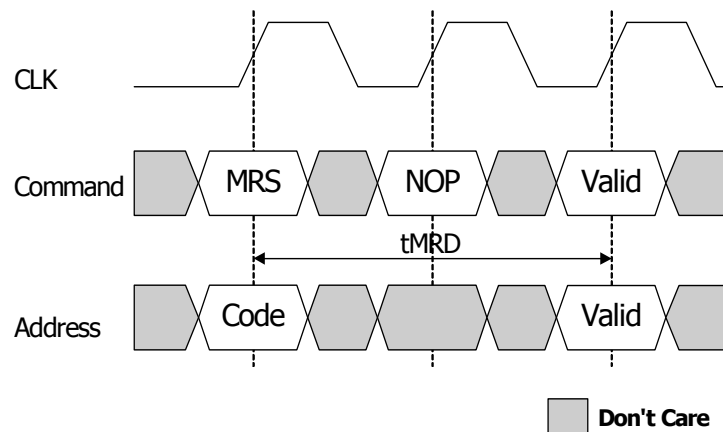 CLK
Command MRS NOP Valid
tMRD
Address Code Valid
Don't Care